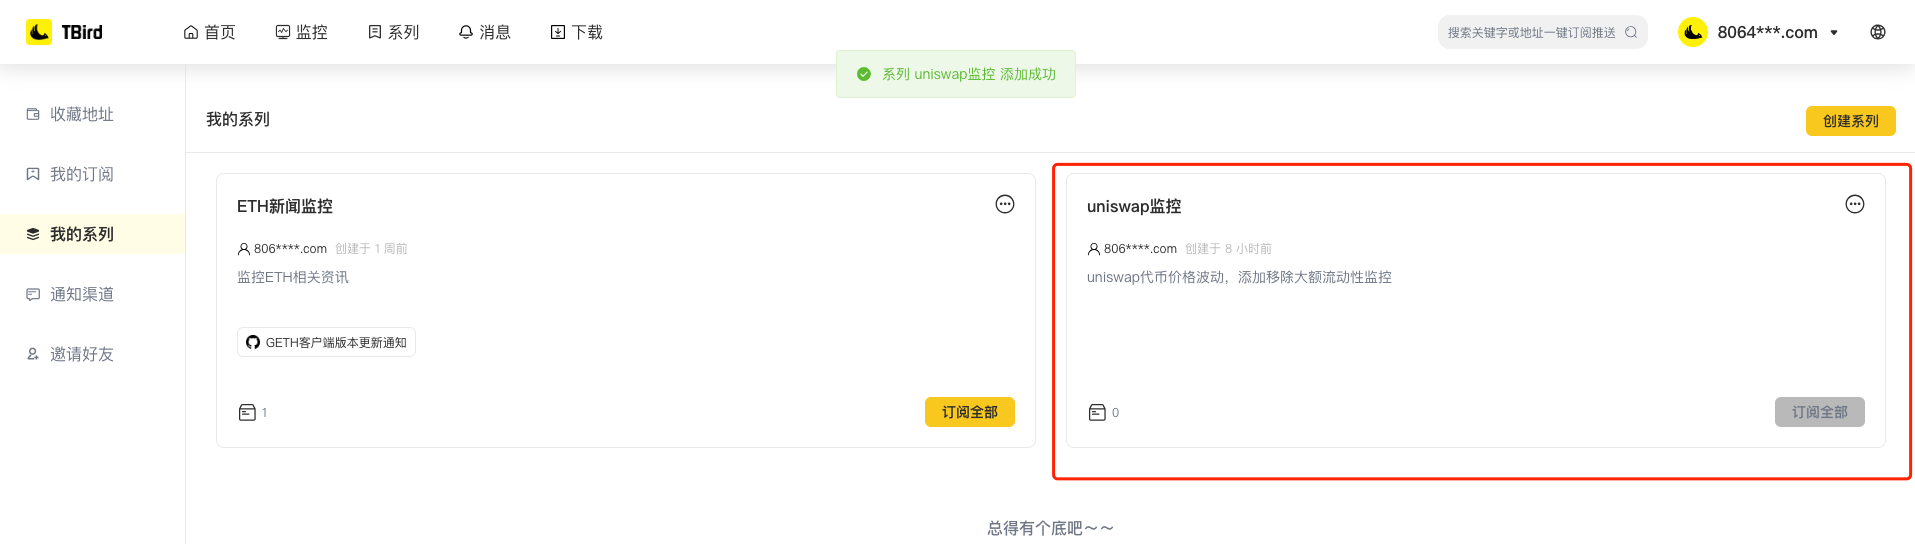 TBird
首页
监控
系列
消息
下载
搜索关键字或地址一键订阅推送
8064***.com
系列 uniswap监控 添加成功
收藏地址
我的订阅
我的系列
通知渠道
邀请好友
我的系列
创建系列
ETH新闻监控
806****.com 创建于 1 周前
监控ETH相关资讯
GETH客户端版本更新通知
1
订阅全部
uniswap监控
806****.com 创建于 8 小时前
uniswap代币价格波动，添加移除大额流动性监控
0
订阅全部
总得有个底吧～～